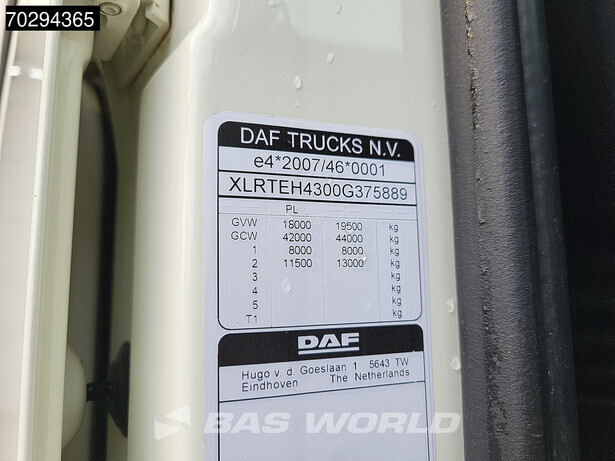 70294365
DAF TRUCKS N.V.
e4*2007/46*0001
XLRTEH4300G375889
PL
GVW 18000 19500 kg
GCW 42000 44000 kg
1 8000 8000 kg
2 11500 13000 kg
3 kg
4 kg
5 kg
T1 kg
DAF
Hugo v. d. Goeslaan 1 5643 TW
Eindhoven The Netherlands
BAS WORLD